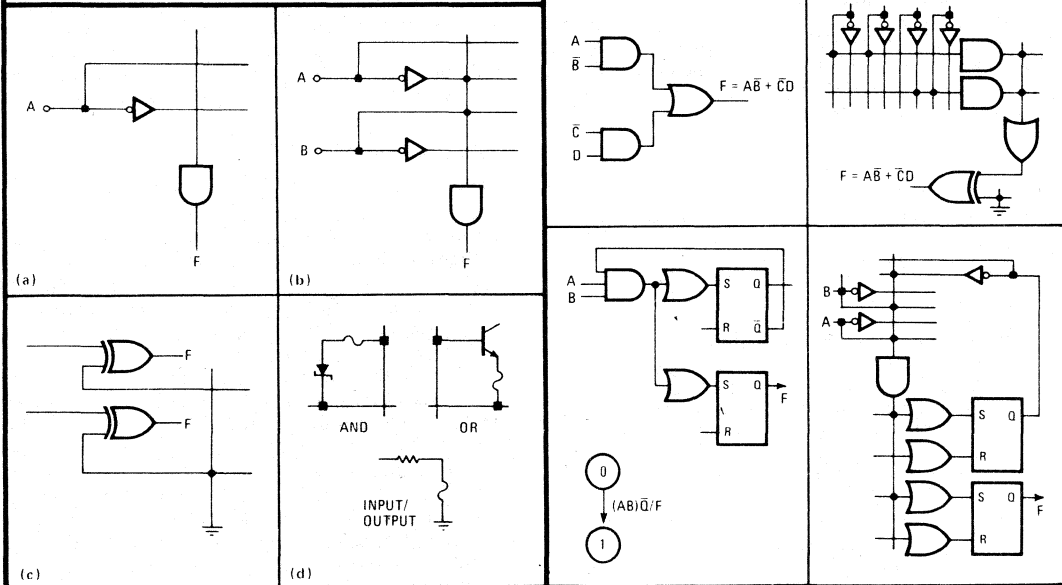 A
F
(a)
A
B
F
(b)
F
F
(c)
AND
OR
INPUT/
OUTPUT
(d)
A
B̅
C̅
D
F = AB̅ + C̅D
F = AB̅ + C̅D
A
B
S Q
R Q̅
S Q
R
F
0
(AB)Q̅/F
1
B
A
S Q
R
S Q
R
F